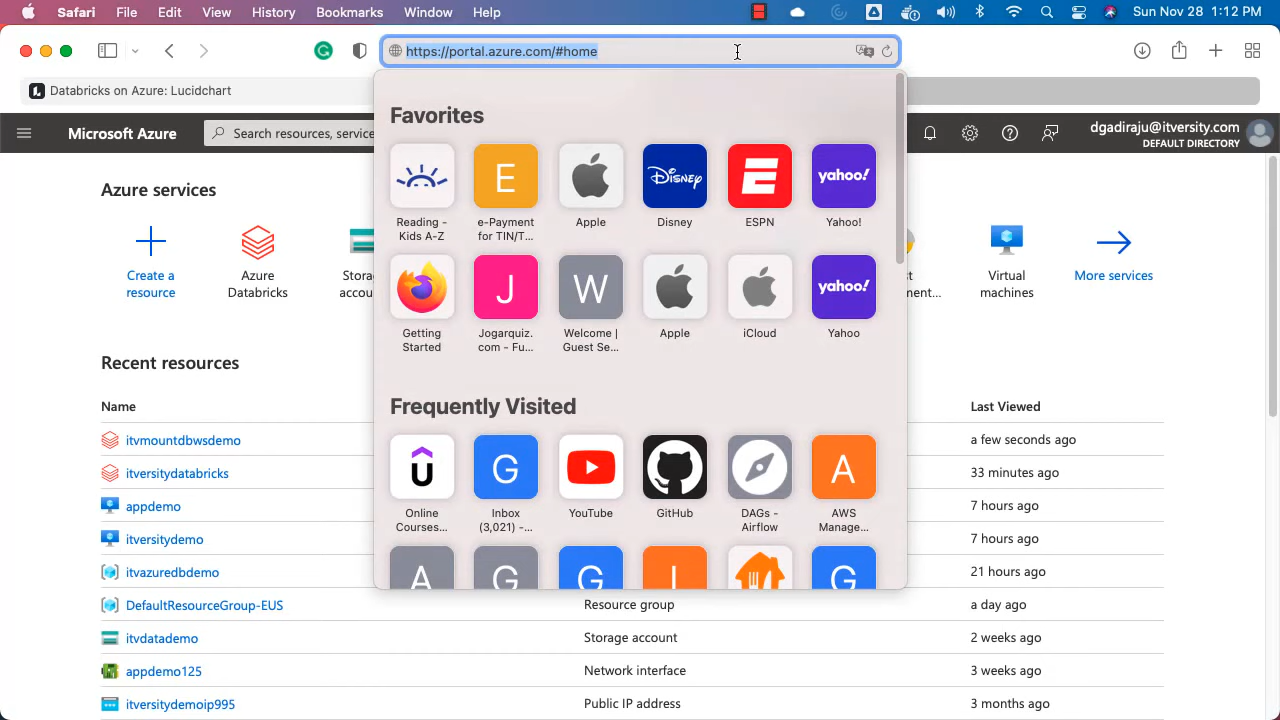 Safari File Edit View History Bookmarks Window Help Sun Nov 28 1:12 PM
https://portal.azure.com/#home
Databricks on Azure: Lucidchart
Microsoft Azure
Search resources, service
dgadiraju@itversity.com
DEFAULT DIRECTORY
Azure services
Create a
resource
Azure
Databricks
Stora
accou
ment...
Virtual
machines
More services
Favorites
Reading -
Kids A-Z
E
e-Payment
for TIN/T...
Apple
Disney
Disney
E
ESPN
yahoo!
Yahoo!
Getting
Started
J
Jogarquiz.
com - Fu...
W
Welcome |
Guest Se...
Apple
iCloud
yahoo!
Yahoo
Frequently Visited
Online
Courses...
G
Inbox
(3,021) -...
YouTube
GitHub
DAGs -
Airflow
A
AWS
Manage...
A
G
G
G
Recent resources
Name
Last Viewed
itvmountdbwsdemo a few seconds ago
itversitydatabricks 33 minutes ago
appdemo 7 hours ago
itversitydemo 7 hours ago
itvazuredbdemo 21 hours ago
DefaultResourceGroup-EUS Resource group a day ago
itvdatademo Storage account 2 weeks ago
appdemo125 Network interface 3 weeks ago
itversitydemoip995 Public IP address 3 months ago